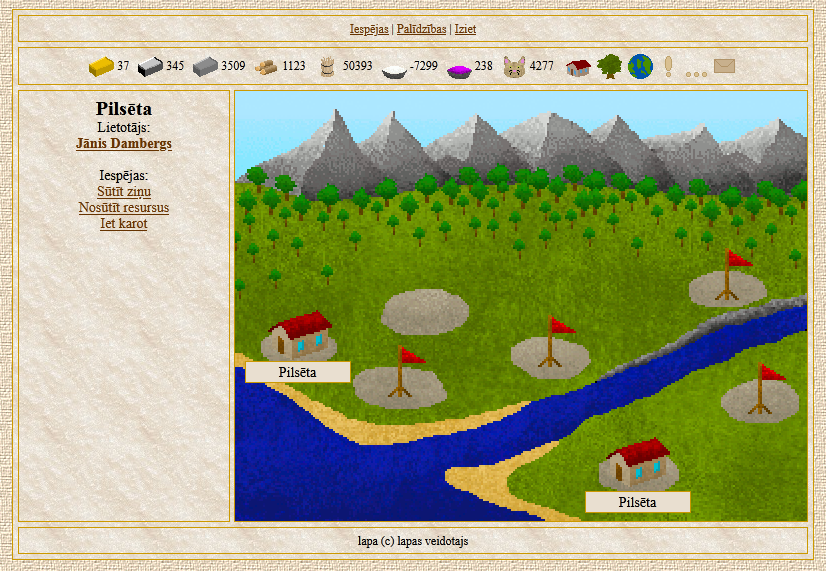 Iespējas | Palīdzības | Iziet
37 345 3509 1123 50393 -7299 238 4277
Pilsēta
Lietotājs:
Jānis Dambergs
Iespējas:
Sūtīt ziņu
Nosūtīt resursus
Iet karot
Pilsēta
Pilsēta
lapa (c) lapas veidotajs